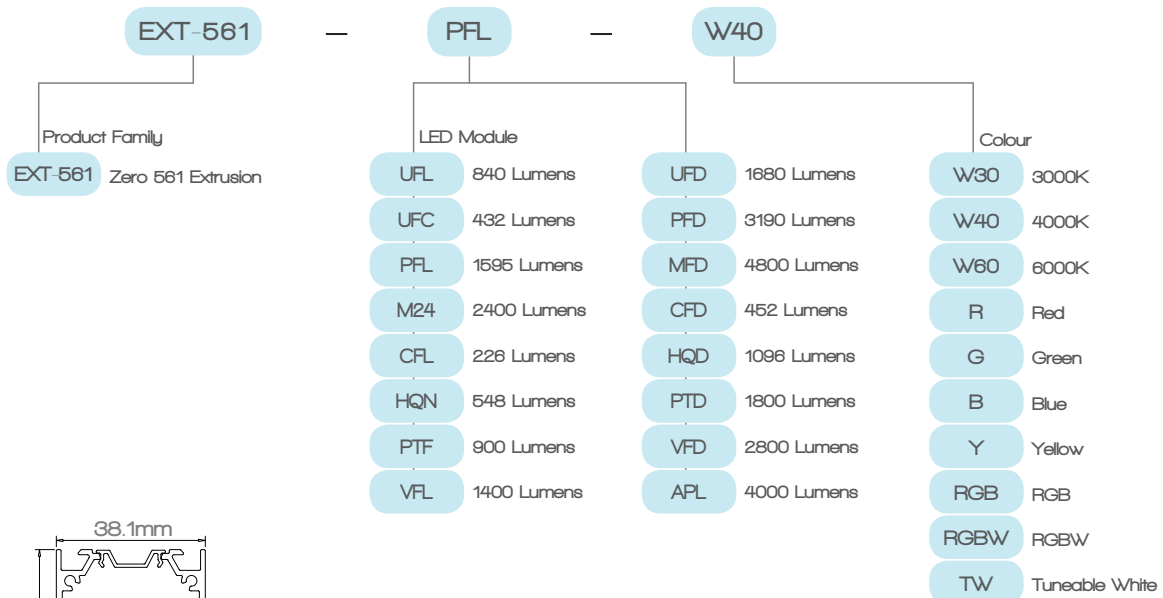 EXT-561 — PFL — W40
Product Family
EXT-561 Zero 561 Extrusion
LED Module
UFL 840 Lumens
UFC 432 Lumens
PFL 1595 Lumens
M24 2400 Lumens
CFL 226 Lumens
HQN 548 Lumens
PTF 900 Lumens
VFL 1400 Lumens
UFD 1680 Lumens
PFD 3190 Lumens
MFD 4800 Lumens
CFD 452 Lumens
HQD 1096 Lumens
PTD 1800 Lumens
VFD 2800 Lumens
APL 4000 Lumens
Colour
W30 3000K
W40 4000K
W60 6000K
R Red
G Green
B Blue
Y Yellow
RGB RGB
RGBW RGBW
TW Tuneable White
38.1mm